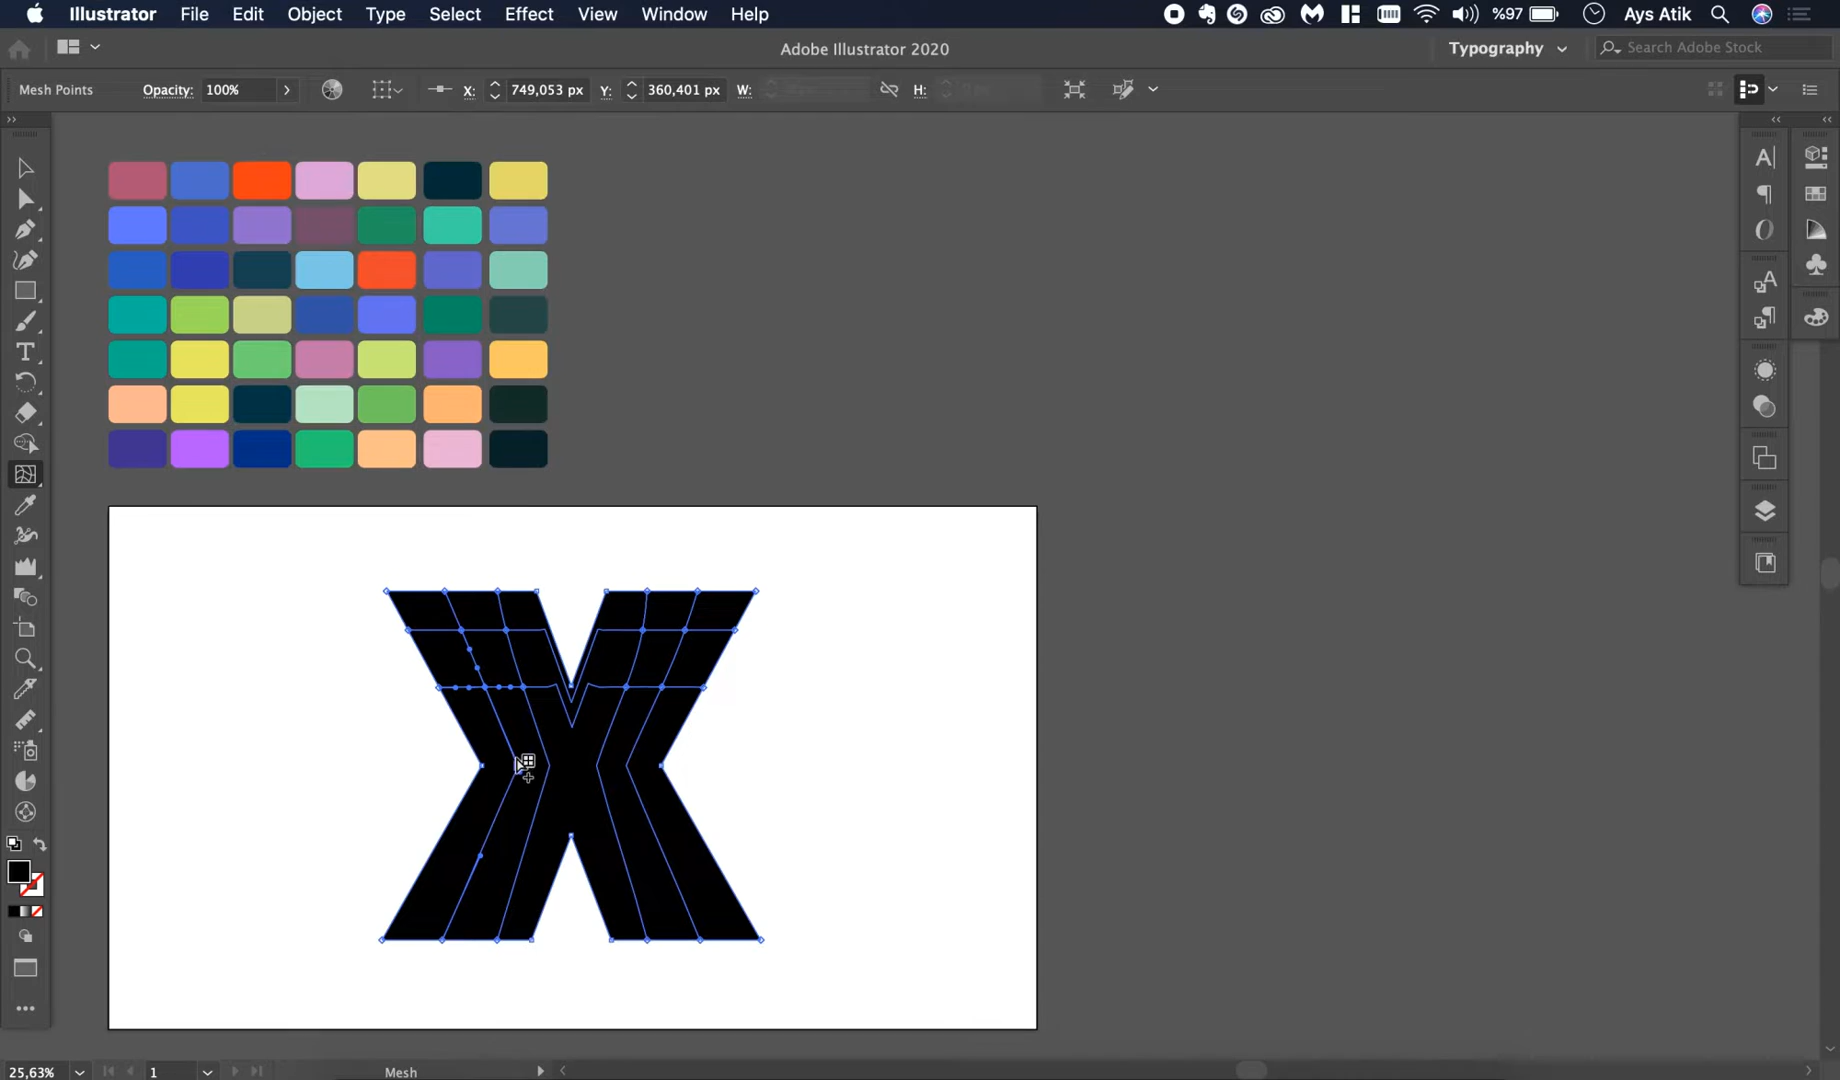 Illustrator File Edit Object Type Select Effect View Window Help %97 Ays Atik
Adobe Illustrator 2020 Typography Search Adobe Stock
Mesh Points Opacity: 100% X: 749,053 px Y: 360,401 px W: H:
X
25,63% 1 Mesh